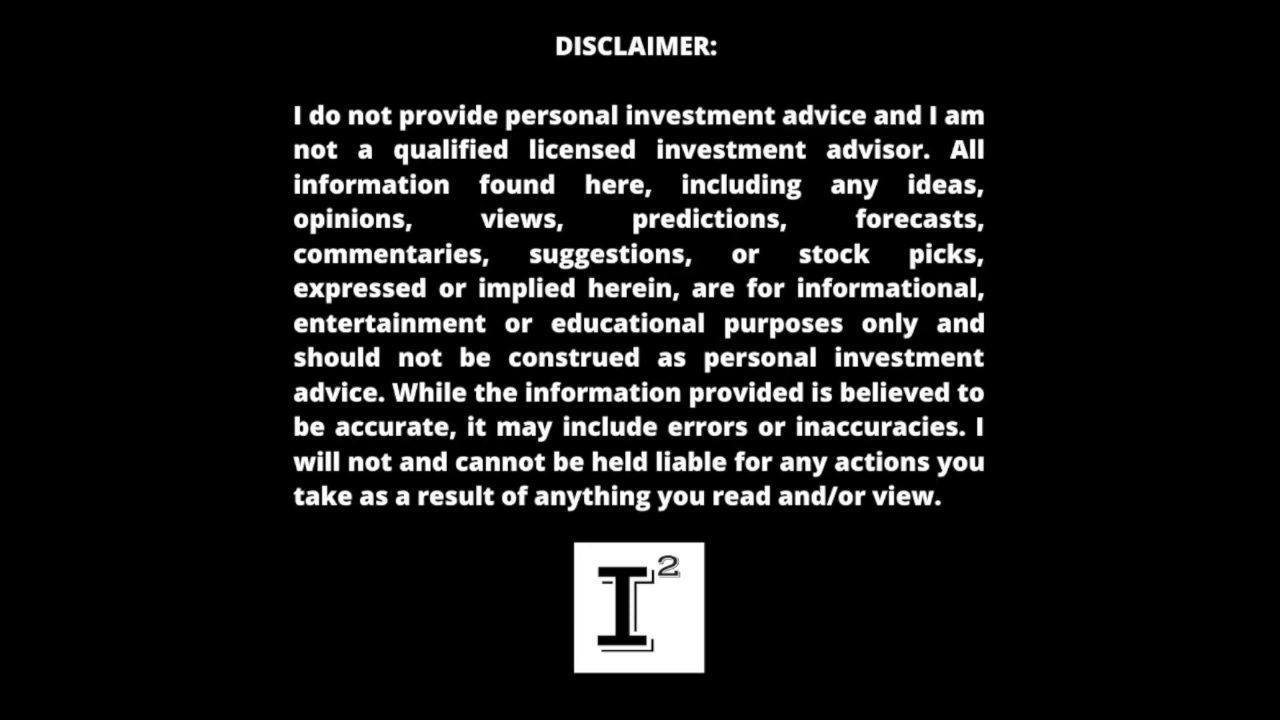 DISCLAIMER:
I do not provide personal investment advice and I am
not a qualified licensed investment advisor. All
information found here, including any ideas,
opinions, views, predictions, forecasts,
commentaries, suggestions, or stock picks,
expressed or implied herein, are for informational,
entertainment or educational purposes only and
should not be construed as personal investment
advice. While the information provided is believed to
be accurate, it may include errors or inaccuracies. I
will not and cannot be held liable for any actions you
take as a result of anything you read and/or view.
I²